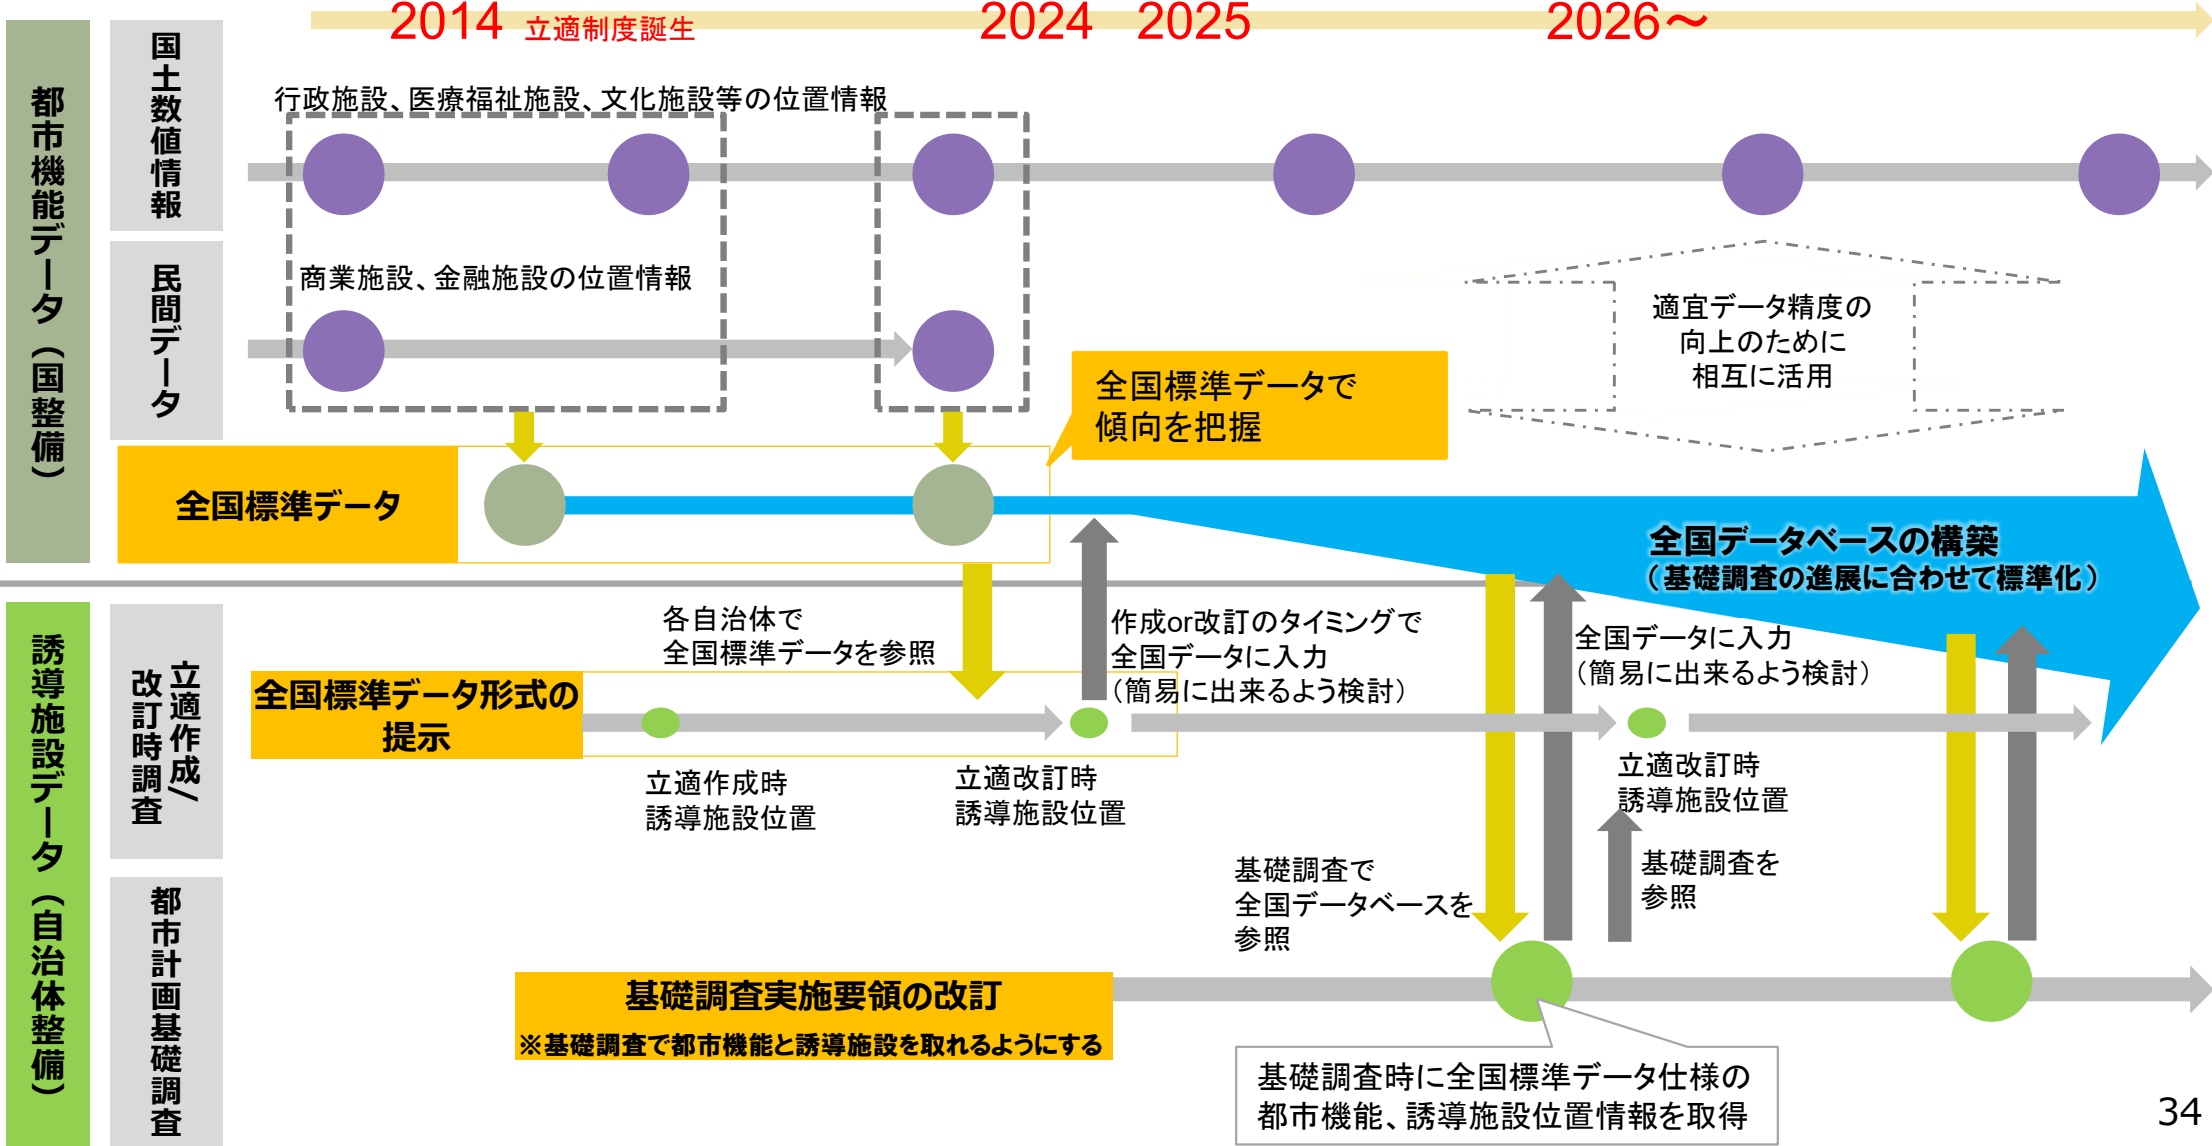 2014 立適制度誕生
2024 2025
2026～
都市機能データ（国整備）
国土数値情報
行政施設、医療福祉施設、文化施設等の位置情報
民間データ
商業施設、金融施設の位置情報
適宜データ精度の
向上のために
相互に活用
全国標準データで
傾向を把握
全国標準データ
全国データベースの構築
（基礎調査の進展に合わせて標準化）
誘導施設データ（自治体整備）
立適作成/
改訂時調査
各自治体で
全国標準データを参照
作成or改訂のタイミングで
全国データに入力
（簡易に出来るよう検討）
全国データに入力
（簡易に出来るよう検討）
全国標準データ形式の
提示
立適作成時
誘導施設位置
立適改訂時
誘導施設位置
立適改訂時
誘導施設位置
基礎調査で
全国データベースを
参照
基礎調査を
参照
都市計画基礎調査
基礎調査実施要領の改訂
※基礎調査で都市機能と誘導施設を取れるようにする
基礎調査時に全国標準データ仕様の
都市機能、誘導施設位置情報を取得
34